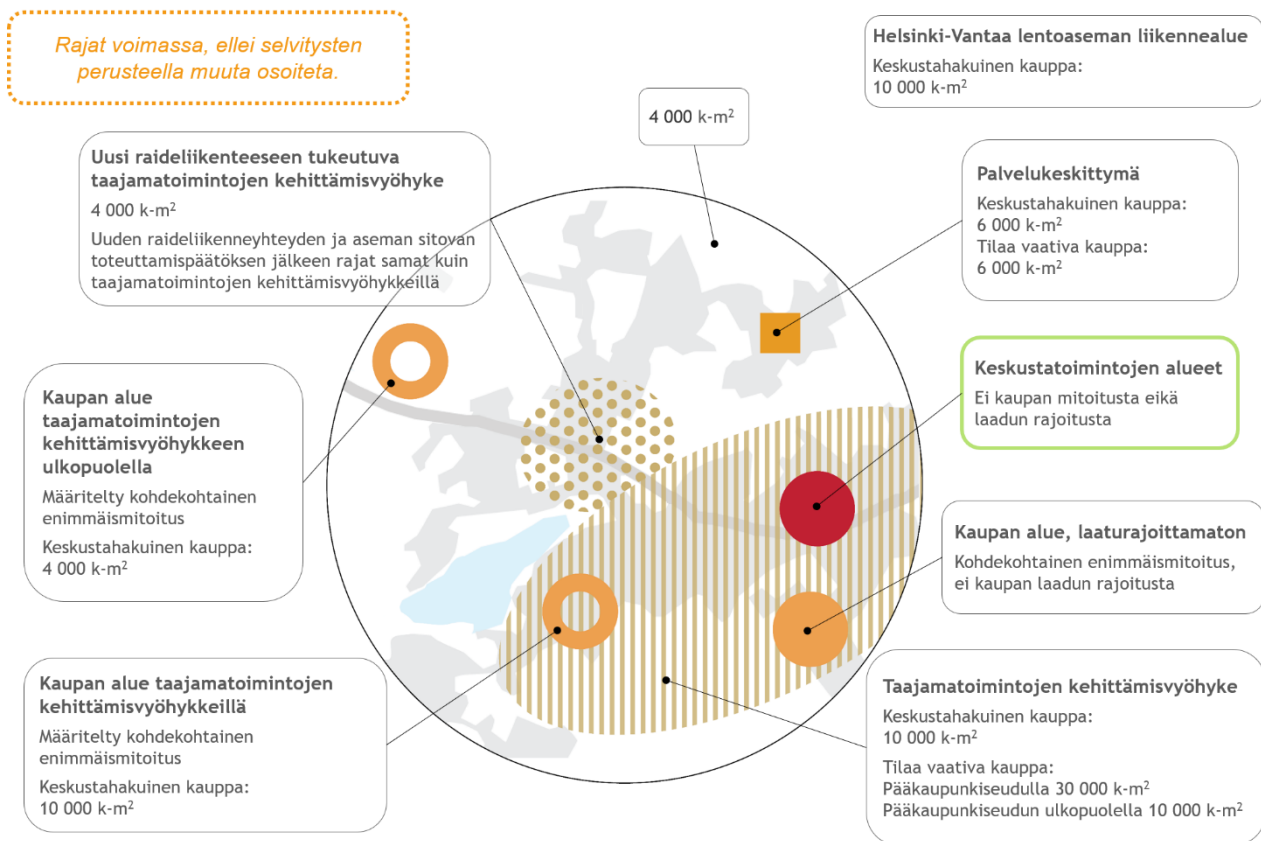 Rajat voimassa, ellei selvitysten
perusteella muuta osoiteta.
Helsinki-Vantaa lentoaseman liikennealue
Keskustahakuinen kauppa:
10 000 k-m²
4 000 k-m²
Uusi raideliikenteeseen tukeutuva
taajamatoimintojen kehittämisvyöhyke
4 000 k-m²
Uuden raideliikenneyhteyden ja aseman sitovan
toteuttamispäätöksen jälkeen rajat samat kuin
taajamatoimintojen kehittämisvyöhykkeillä
Palvelukeskittymä
Keskustahakuinen kauppa:
6 000 k-m²
Tilaa vaativa kauppa:
6 000 k-m²
Keskustatoimintojen alueet
Ei kaupan mitoitusta eikä
laadun rajoitusta
Kaupan alue
taajamatoimintojen
kehittämisvyöhykkeen
ulkopuolella
Määritelty kohdekohtainen
enimmäismitoitus
Keskustahakuinen kauppa:
4 000 k-m²
Kaupan alue, laaturajoittamaton
Kohdekohtainen enimmäismitoitus,
ei kaupan laadun rajoitusta
Kaupan alue taajamatoimintojen
kehittämisvyöhykkeillä
Määritelty kohdekohtainen
enimmäismitoitus
Keskustahakuinen kauppa:
10 000 k-m²
Taajamatoimintojen kehittämisvyöhyke
Keskustahakuinen kauppa:
10 000 k-m²
Tilaa vaativa kauppa:
Pääkaupunkiseudulla 30 000 k-m²
Pääkaupunkiseudun ulkopuolella 10 000 k-m²